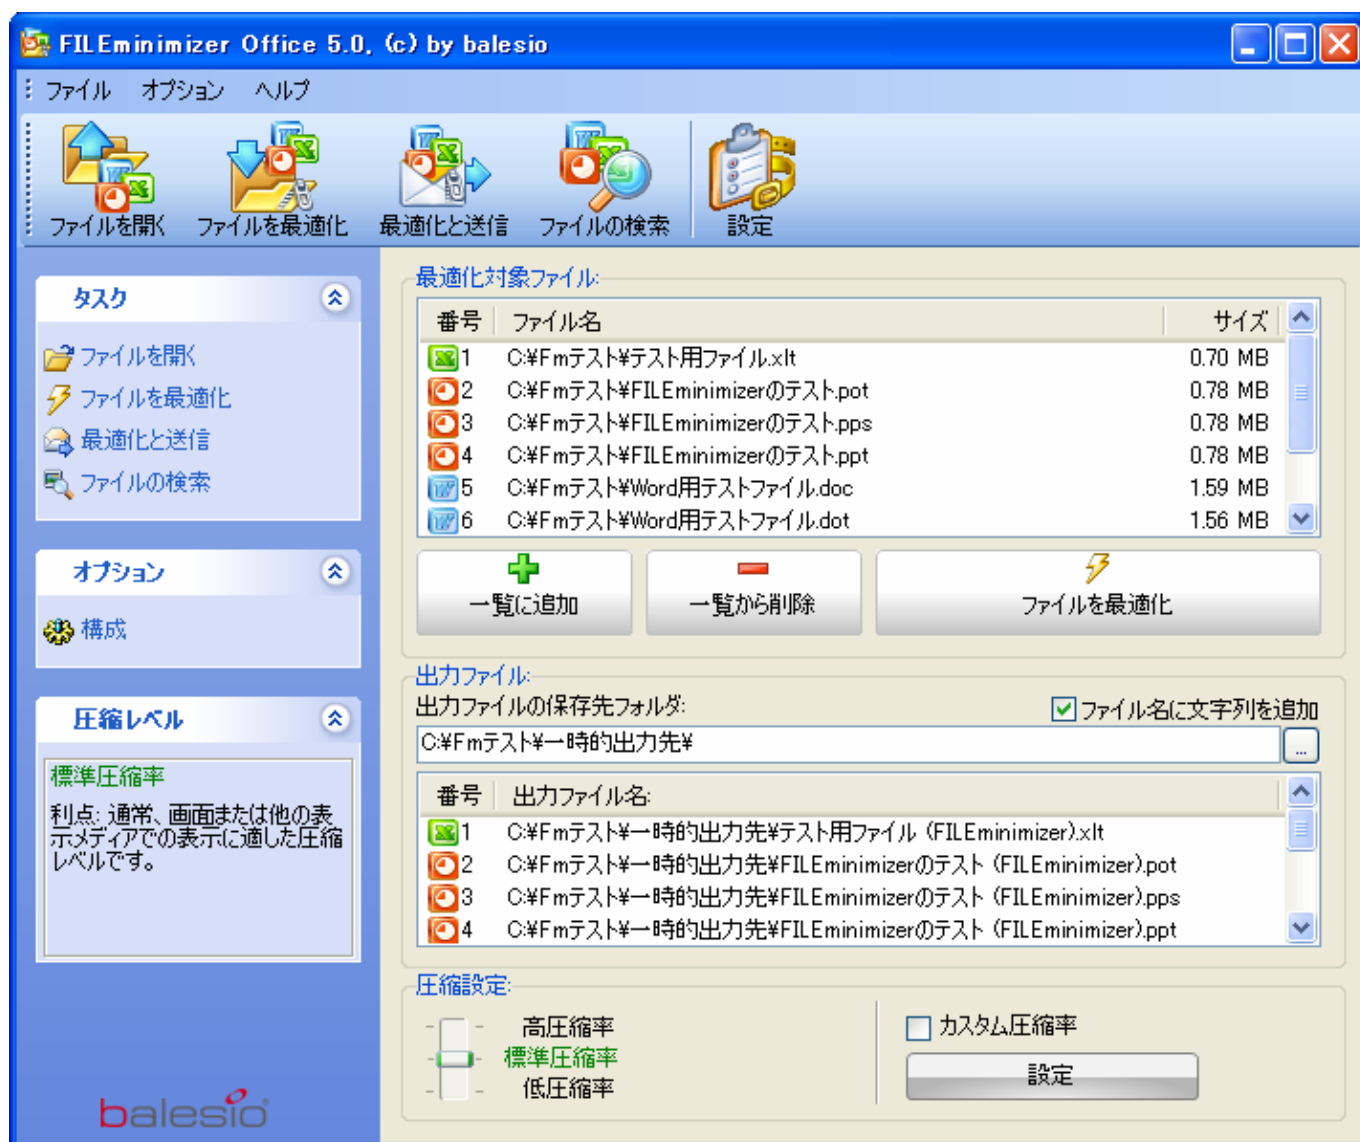 FILEminimizer Office 5.0, (c) by balesio
ファイル オプション ヘルプ
ファイルを開く ファイルを最適化 最適化と送信 ファイルの検索 設定
タスク
ファイルを開く
ファイルを最適化
最適化と送信
ファイルの検索
オプション
構成
圧縮レベル
標準圧縮率
利点: 通常、画面または他の表
示メディアでの表示に適した圧縮
レベルです。
balesio
最適化対象ファイル:
番号 ファイル名 サイズ
1 C:¥Fmテスト¥テスト用ファイル.xlt 0.70 MB
2 C:¥Fmテスト¥FILEminimizerのテスト.pot 0.78 MB
3 C:¥Fmテスト¥FILEminimizerのテスト.pps 0.78 MB
4 C:¥Fmテスト¥FILEminimizerのテスト.ppt 0.78 MB
5 C:¥Fmテスト¥Word用テストファイル.doc 1.59 MB
6 C:¥Fmテスト¥Word用テストファイル.dot 1.56 MB
一覧に追加 一覧から削除 ファイルを最適化
出力ファイル:
出力ファイルの保存先フォルダ: ファイル名に文字列を追加
C:¥Fmテスト¥一時的出力先¥ ...
番号 出力ファイル名:
1 C:¥Fmテスト¥一時的出力先¥テスト用ファイル (FILEminimizer).xlt
2 C:¥Fmテスト¥一時的出力先¥FILEminimizerのテスト (FILEminimizer).pot
3 C:¥Fmテスト¥一時的出力先¥FILEminimizerのテスト (FILEminimizer).pps
4 C:¥Fmテスト¥一時的出力先¥FILEminimizerのテスト (FILEminimizer).ppt
圧縮設定:
高圧縮率
標準圧縮率
低圧縮率
カスタム圧縮率
設定